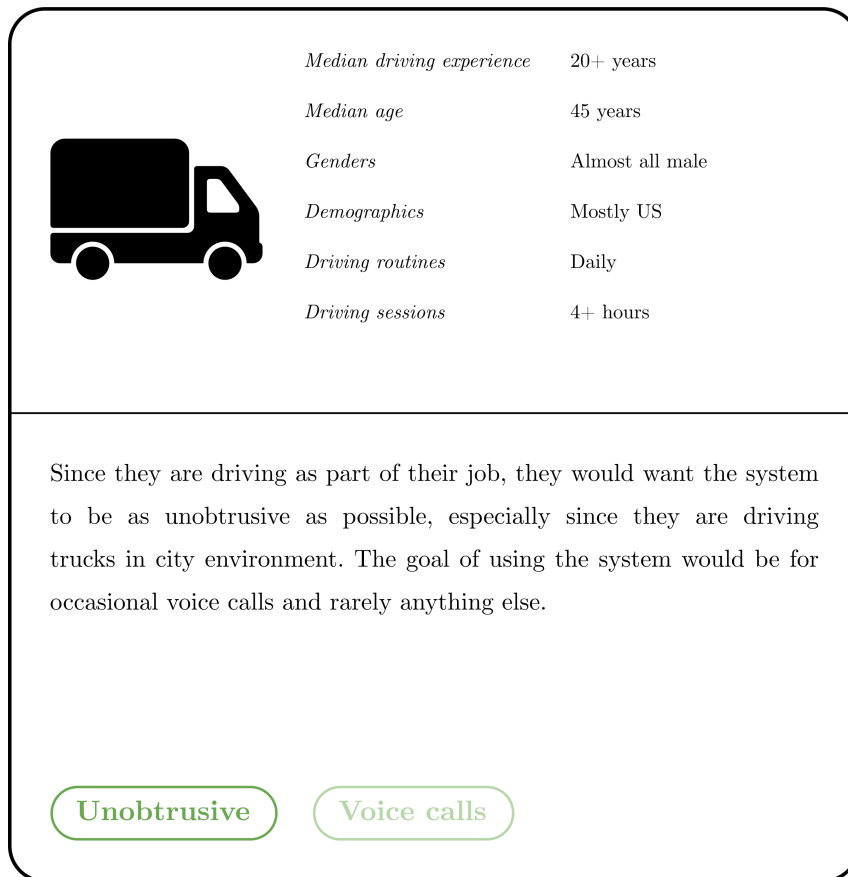 Median driving experience 20+ years
Median age 45 years
Genders Almost all male
Demographics Mostly US
Driving routines Daily
Driving sessions 4+ hours
Since they are driving as part of their job, they would want the system
to be as unobtrusive as possible, especially since they are driving
trucks in city environment. The goal of using the system would be for
occasional voice calls and rarely anything else.
Unobtrusive Voice calls